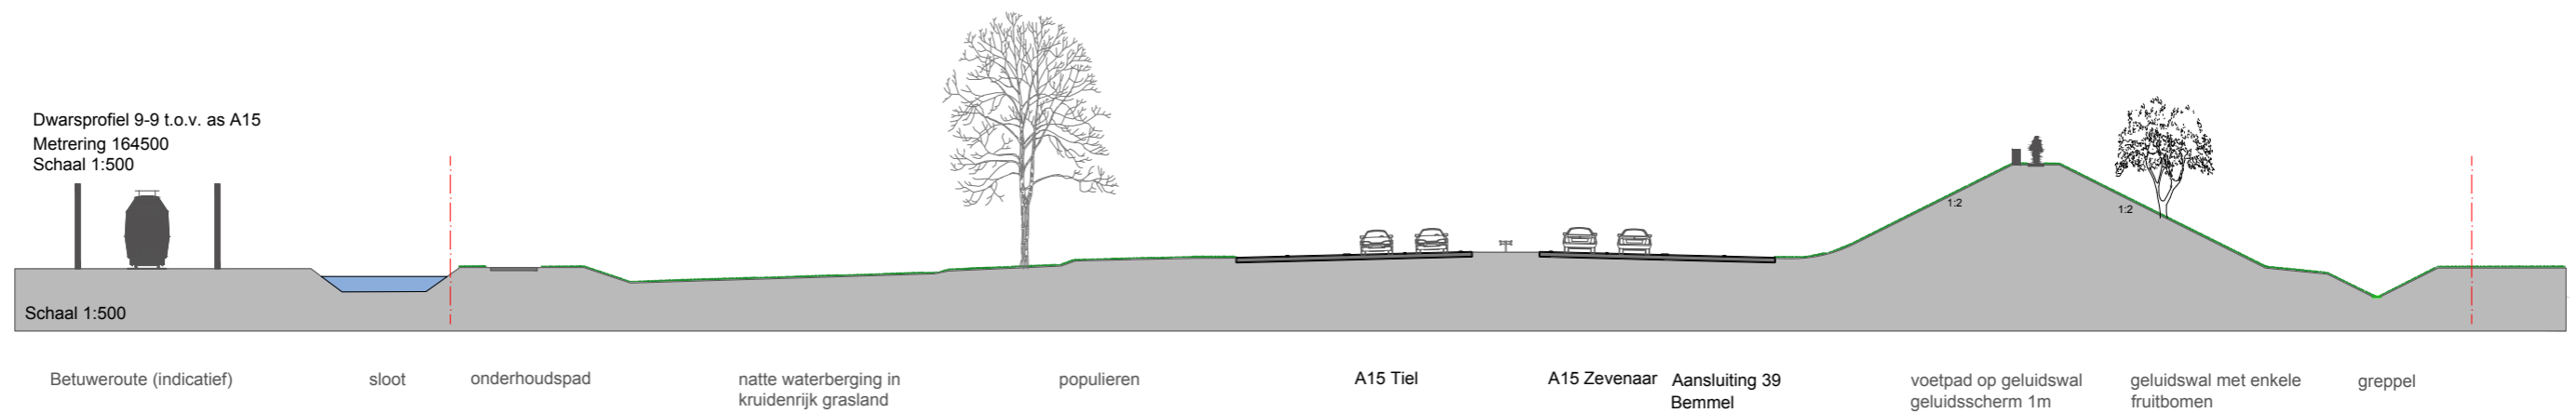 Dwarsprofiel 9-9 t.o.v. as A15
Metrering 164500
Schaal 1:500
1:2
1:2
Schaal 1:500
Betuweroute (indicatief)
sloot
onderhoudspad
natte waterberging in
kruidenrijk grasland
populieren
A15 Tiel
A15 Zevenaar
Aansluiting 39
Bemmel
voetpad op geluidswal
geluidsscherm 1m
geluidswal met enkele
fruitbomen
greppel